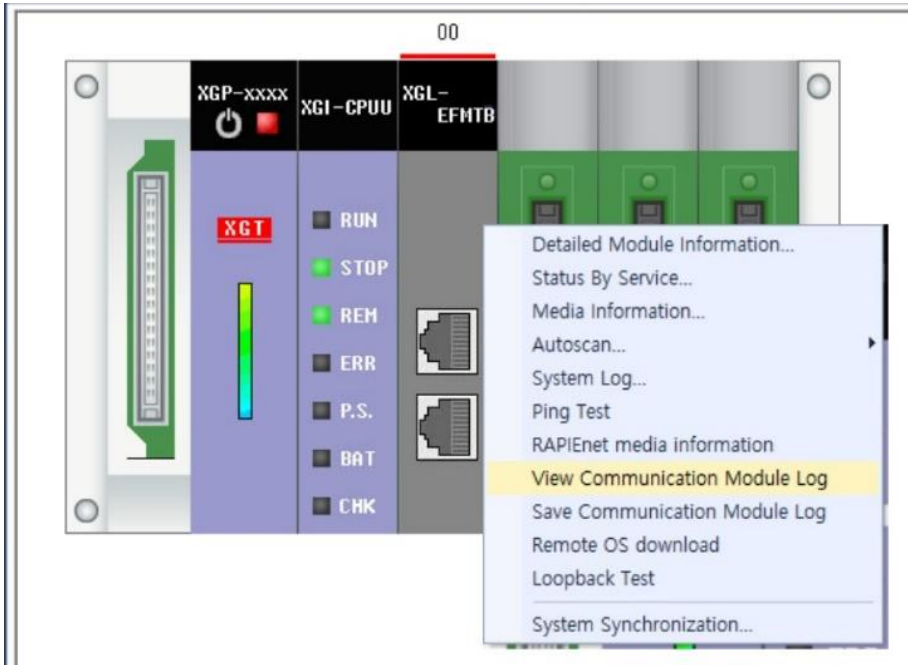 00
XGP-xxxx
XGI-CPUU
XGL-
EFMTB
XGT
RUN
STOP
REM
ERR
P.S.
BAT
CHK
Detailed Module Information...
Status By Service...
Media Information...
Autoscan...
System Log...
Ping Test
RAPIEnet media information
View Communication Module Log
Save Communication Module Log
Remote OS download
Loopback Test
System Synchronization...